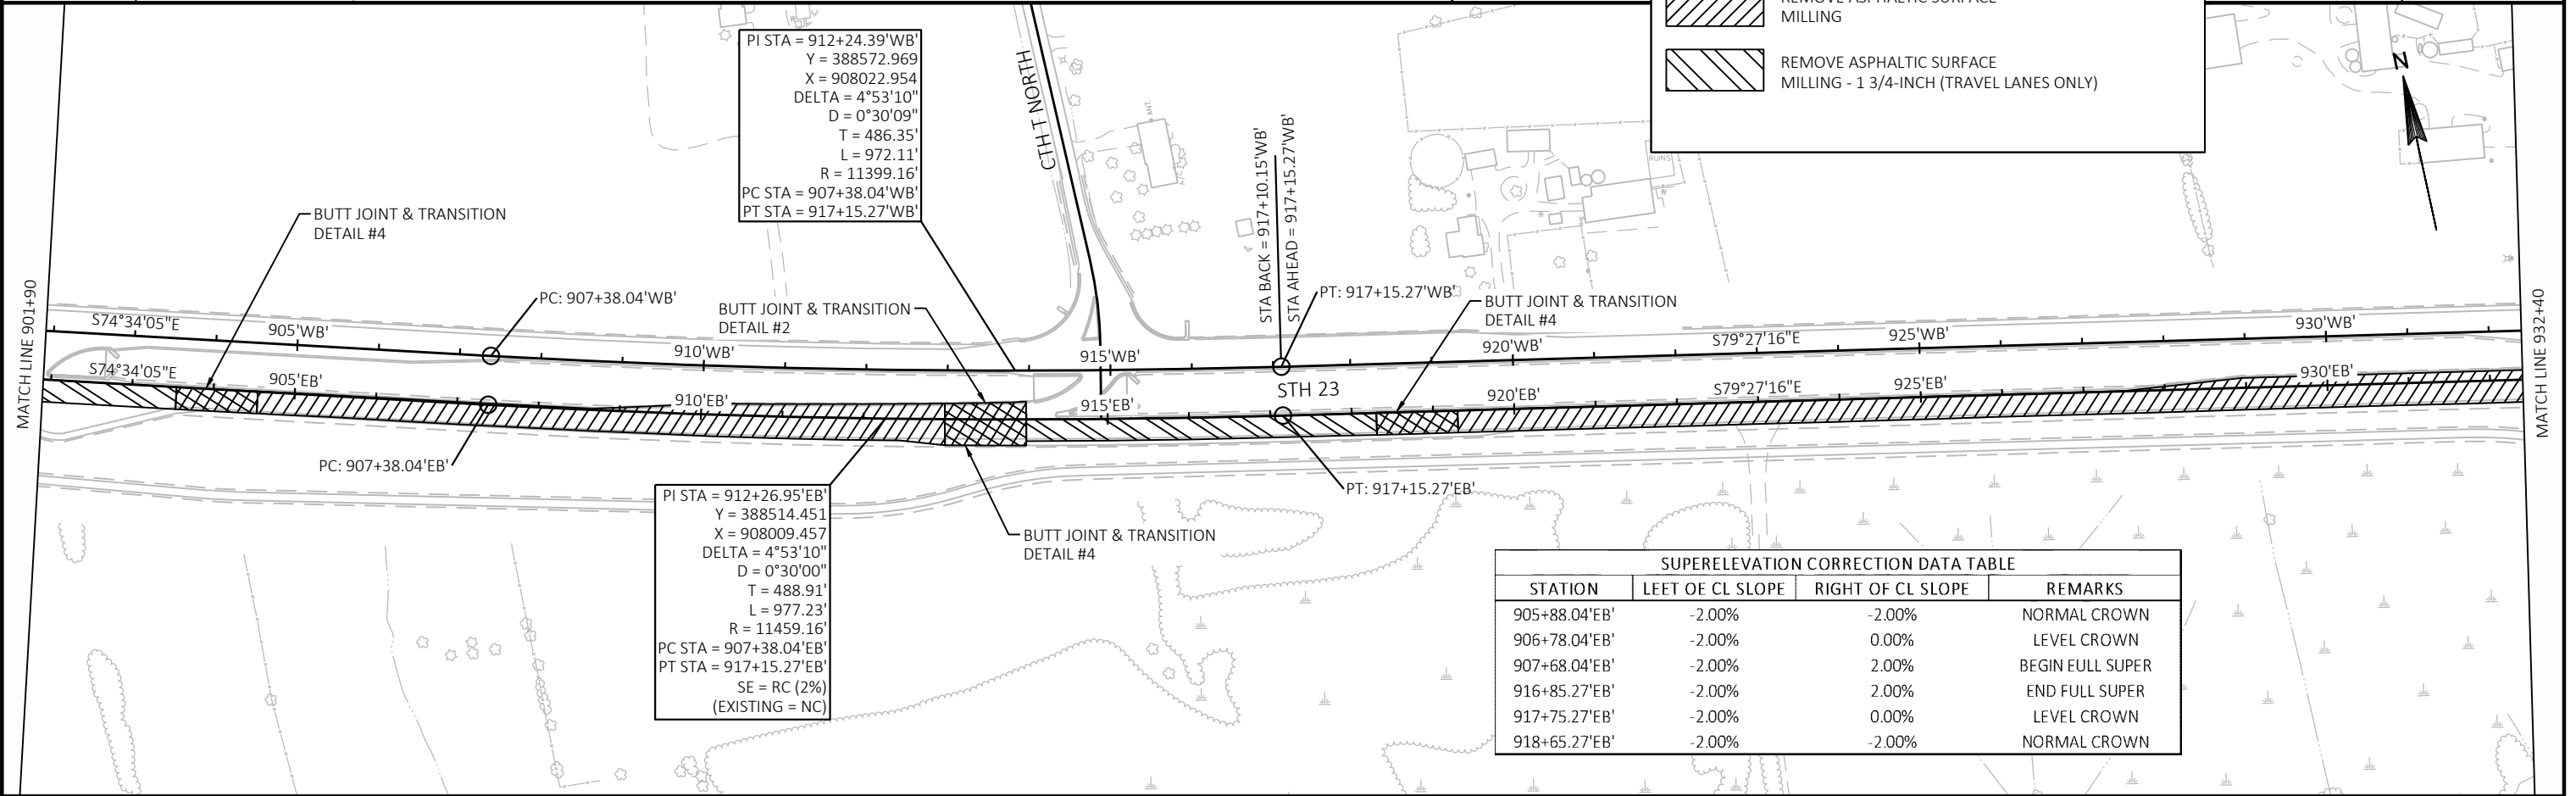 REMOVE ASPHALTIC SURFACE
MILLING
REMOVE ASPHALTIC SURFACE
MILLING - 1 3/4-INCH (TRAVEL LANES ONLY)
N
PI STA = 912+24.39'WB'
Y = 388572.969
X = 908022.954
DELTA = 4°53'10"
D = 0°30'09"
T = 486.35'
L = 972.11'
R = 11399.16'
PC STA = 907+38.04'WB'
PT STA = 917+15.27'WB'
CTH T NORTH
STA BACK = 917+10.15'WB'
STA AHEAD = 917+15.27'WB'
RUINS
BUTT JOINT & TRANSITION
DETAIL #4
PC: 907+38.04'WB'
BUTT JOINT & TRANSITION
DETAIL #2
PT: 917+15.27'WB'
BUTT JOINT & TRANSITION
DETAIL #4
MATCH LINE 901+90
MATCH LINE 932+40
S74°34'05"E
905'WB'
910'WB'
915'WB'
920'WB'
S79°27'16"E
925'WB'
930'WB'
S74°34'05"E
905'EB'
910'EB'
915'EB'
STH 23
920'EB'
S79°27'16"E
925'EB'
930'EB'
PC: 907+38.04'EB'
PT: 917+15.27'EB'
BUTT JOINT & TRANSITION
DETAIL #4
PI STA = 912+26.95'EB'
Y = 388514.451
X = 908009.457
DELTA = 4°53'10"
D = 0°30'00"
T = 488.91'
L = 977.23'
R = 11459.16'
PC STA = 907+38.04'EB'
PT STA = 917+15.27'EB'
SE = RC (2%)
(EXISTING = NC)
SUPERELEVATION CORRECTION DATA TABLE
STATION LEET OE CL SLOPE RIGHT OF CL SLOPE REMARKS
905+88.04'EB' -2.00% -2.00% NORMAL CROWN
906+78.04'EB' -2.00% 0.00% LEVEL CROWN
907+68.04'EB' -2.00% 2.00% BEGIN EULL SUPER
916+85.27'EB' -2.00% 2.00% END FULL SUPER
917+75.27'EB' -2.00% 0.00% LEVEL CROWN
918+65.27'EB' -2.00% -2.00% NORMAL CROWN